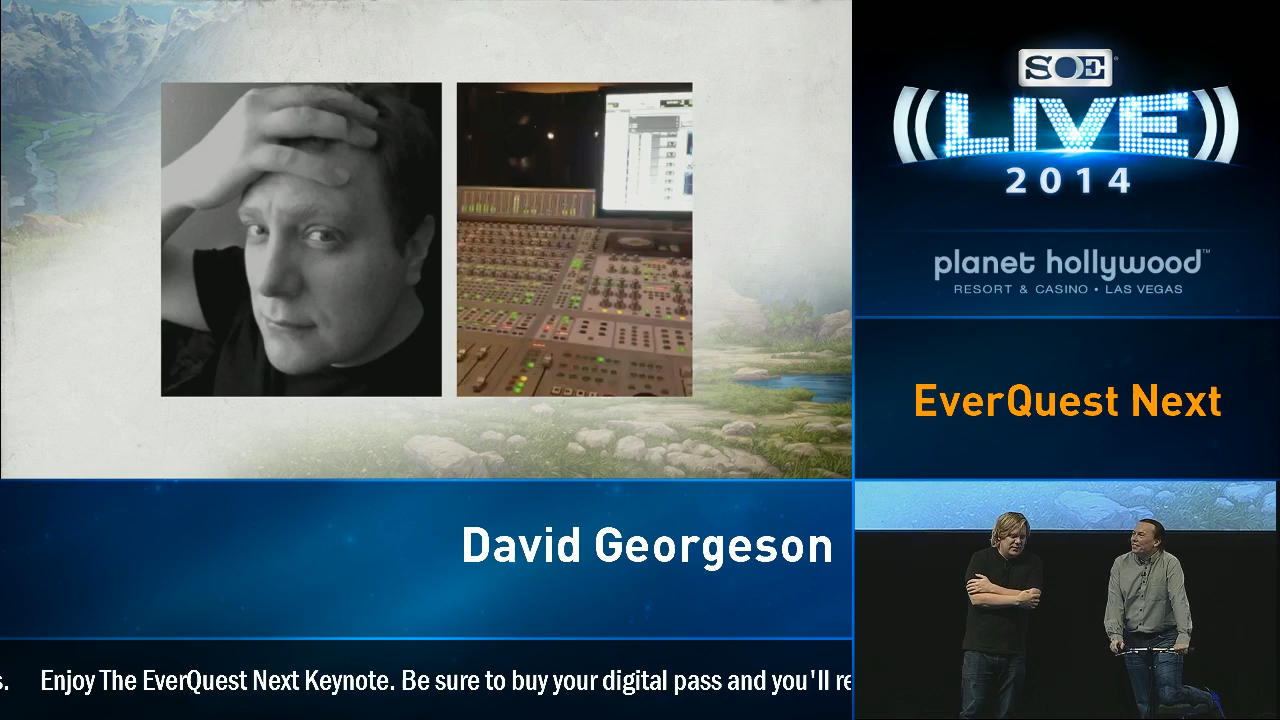 SOE
LIVE
2014
planet hollywood™
RESORT & CASINO • LAS VEGAS
EverQuest Next
David Georgeson
s. Enjoy The EverQuest Next Keynote. Be sure to buy your digital pass and you'll re